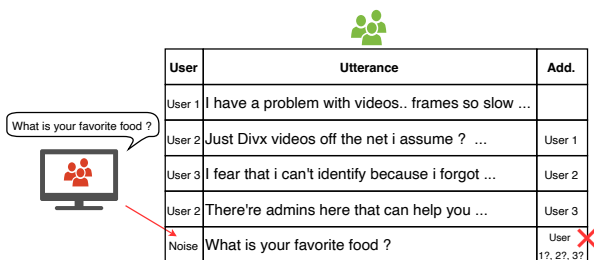 User Utterance Add.
User 1 I have a problem with videos.. frames so slow ...
What is your favorite food ?
User 2 Just Divx videos off the net i assume ? ... User 1
User 3 I fear that i can't identify because i forgot ... User 2
User 2 There're admins here that can help you ... User 3
Noise What is your favorite food ? User
1?, 2?, 3?